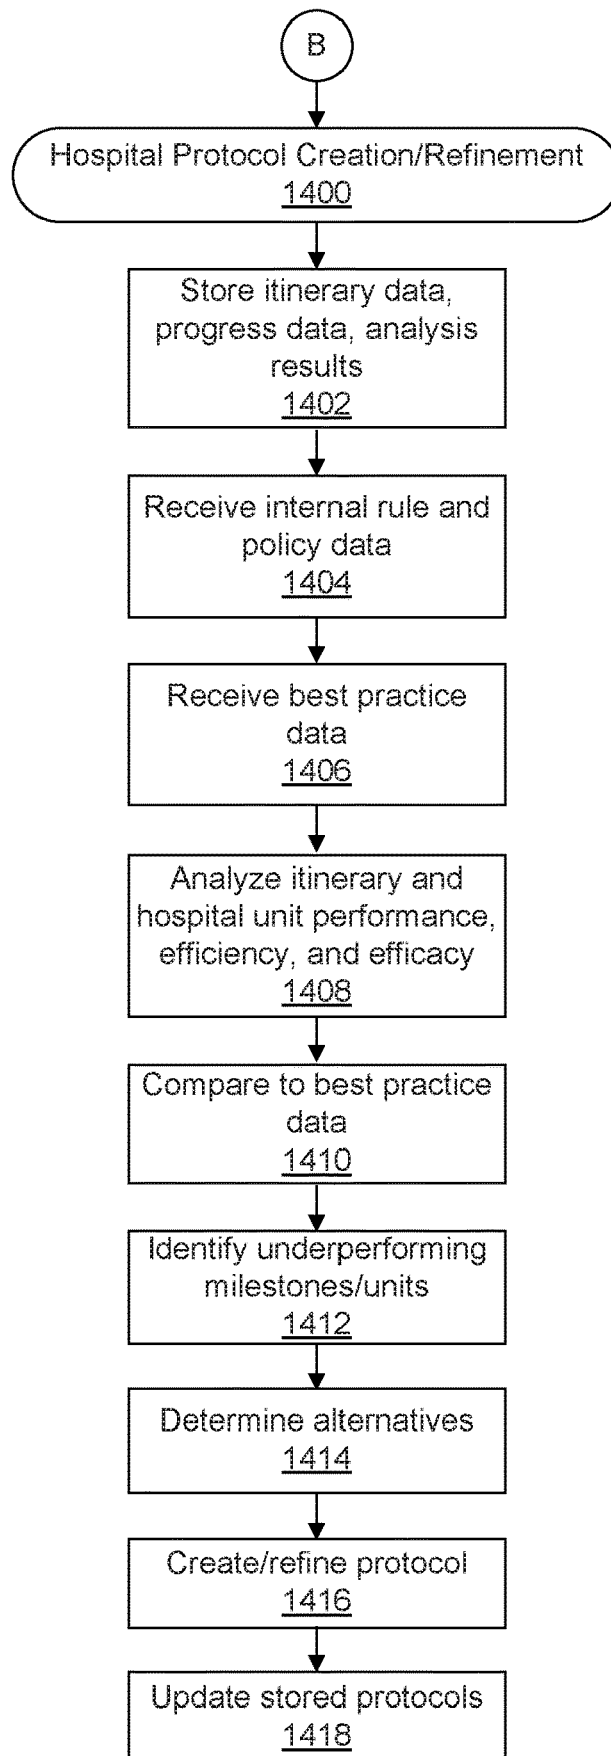 B
Hospital Protocol Creation/Refinement
1400
Store itinerary data,
progress data, analysis
results
1402
Receive internal rule and
policy data
1404
Receive best practice
data
1406
Analyze itinerary and
hospital unit performance,
efficiency, and efficacy
1408
Compare to best practice
data
1410
Identify underperforming
milestones/units
1412
Determine alternatives
1414
Create/refine protocol
1416
Update stored protocols
1418